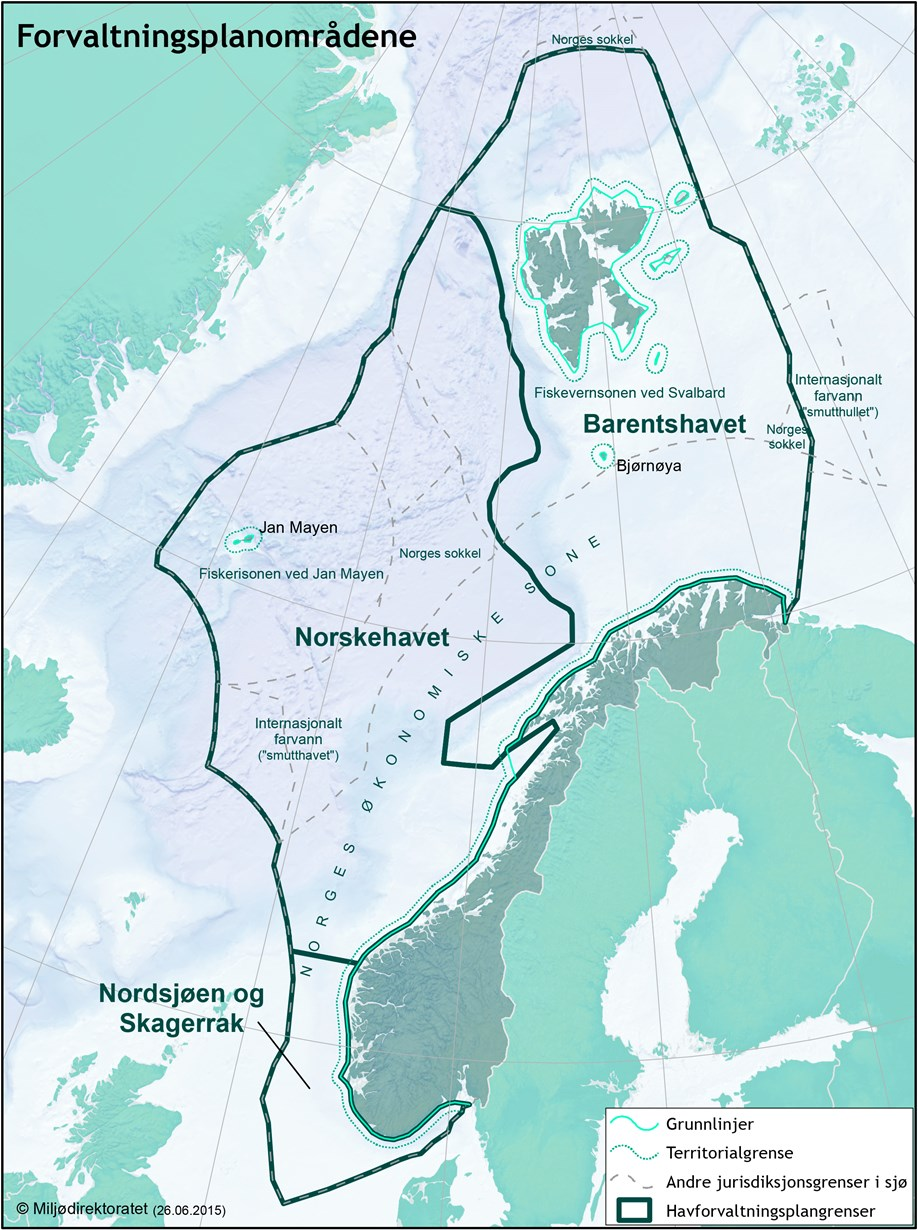 Forvaltningsplanområdene
Norges sokkel
Fiskevernsonen ved Svalbard
Barentshavet
Internasjonalt
farvann
("smutthullet")
Norges
sokkel
Bjørnøya
Jan Mayen
Fiskerisonen ved Jan Mayen
Norges sokkel
Norskehavet
NORGES ØKONOMISKE SONE
Internasjonalt
farvann
("smutthavet")
Nordsjøen og
Skagerrak
Grunnlinjer
Territorialgrense
Andre jurisdiksjonsgrenser i sjø
Havforvaltningsplangrenser
© Miljødirektoratet (26.06.2015)